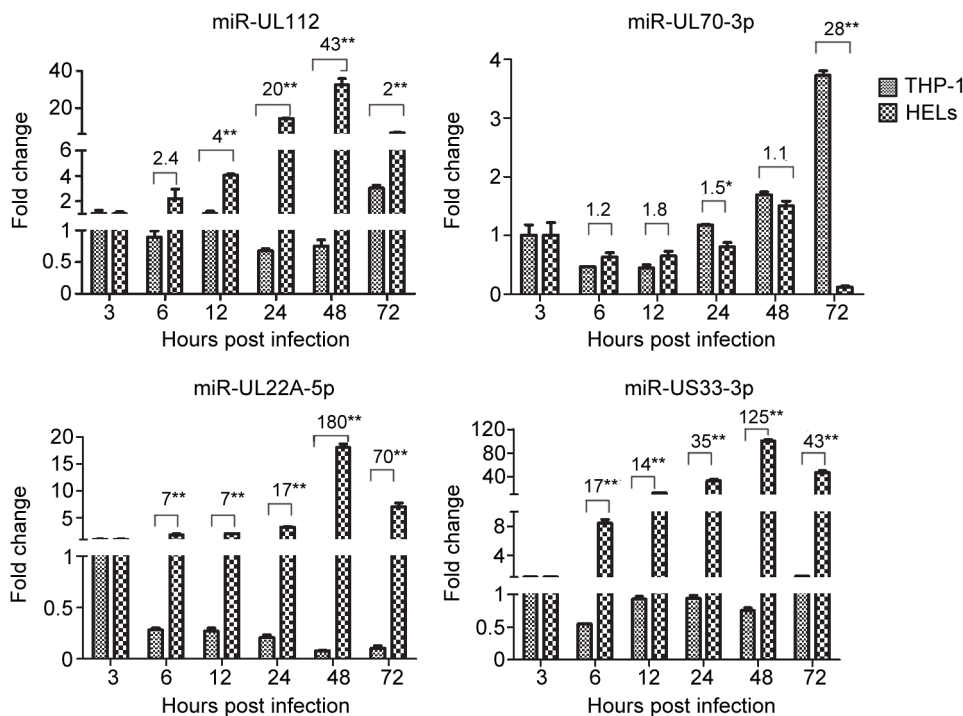 miR-UL112
Fold change
40
20
6
4
2
1
0.5
0
2.4
4**
20**
43**
2**
3 6 12 24 48 72
Hours post infection
miR-UL70-3p
Fold change
4
3
2
1
0
1.2
1.8
1.5*
1.1
28**
3 6 12 24 48 72
Hours post infection
THP-1
HELs
miR-UL22A-5p
Fold change
20
15
10
5
1
0.5
0
7**
7**
17**
180**
70**
3 6 12 24 48 72
Hours post infection
miR-US33-3p
Fold change
120
80
40
8
4
1
0.5
0
17**
14**
35**
125**
43**
3 6 12 24 48 72
Hours post infection